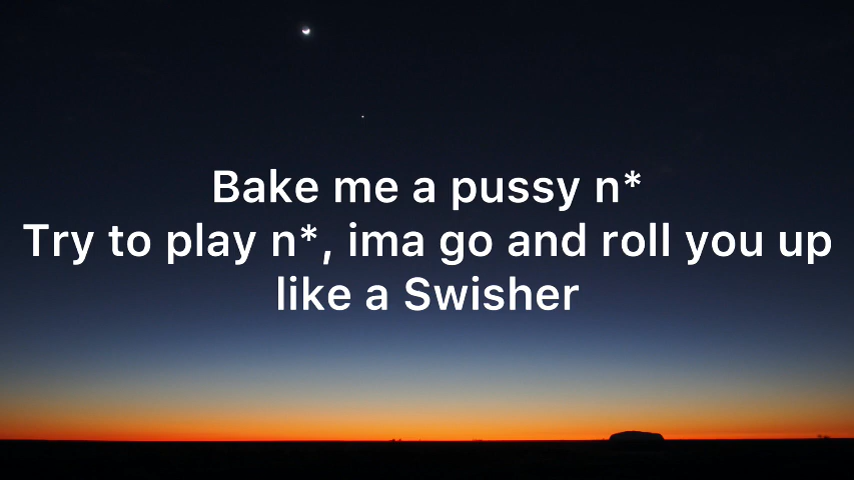 Bake me a pussy n*
Try to play n*, ima go and roll you up
like a Swisher